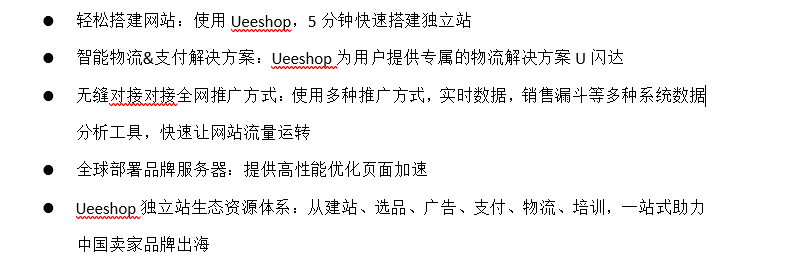 ● 轻松搭建网站：使用 Ueeshop，5 分钟快速搭建独立站
● 智能物流&支付解决方案：Ueeshop 为用户提供专属的物流解决方案 U 闪达
● 无缝对接对接全网推广方式：使用多种推广方式，实时数据，销售漏斗等多种系统数据
分析工具，快速让网站流量运转
● 全球部署品牌服务器：提供高性能优化页面加速
● Ueeshop 独立站生态资源体系：从建站、选品、广告、支付、物流、培训，一站式助力
中国卖家品牌出海